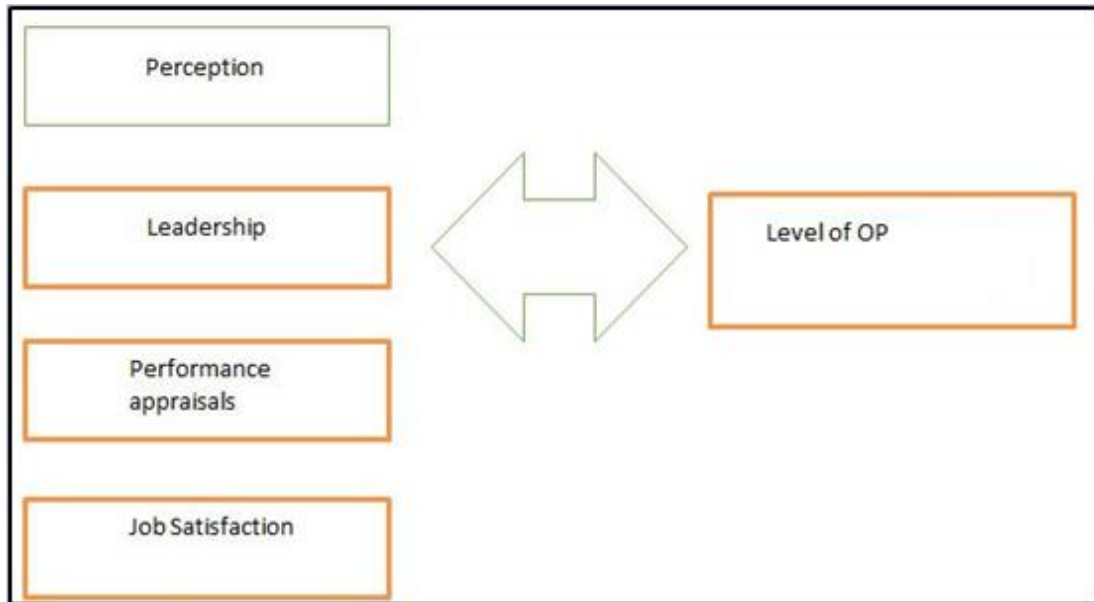 Perception
Leadership
Level of OP
Performance
appraisals
Job Satisfaction